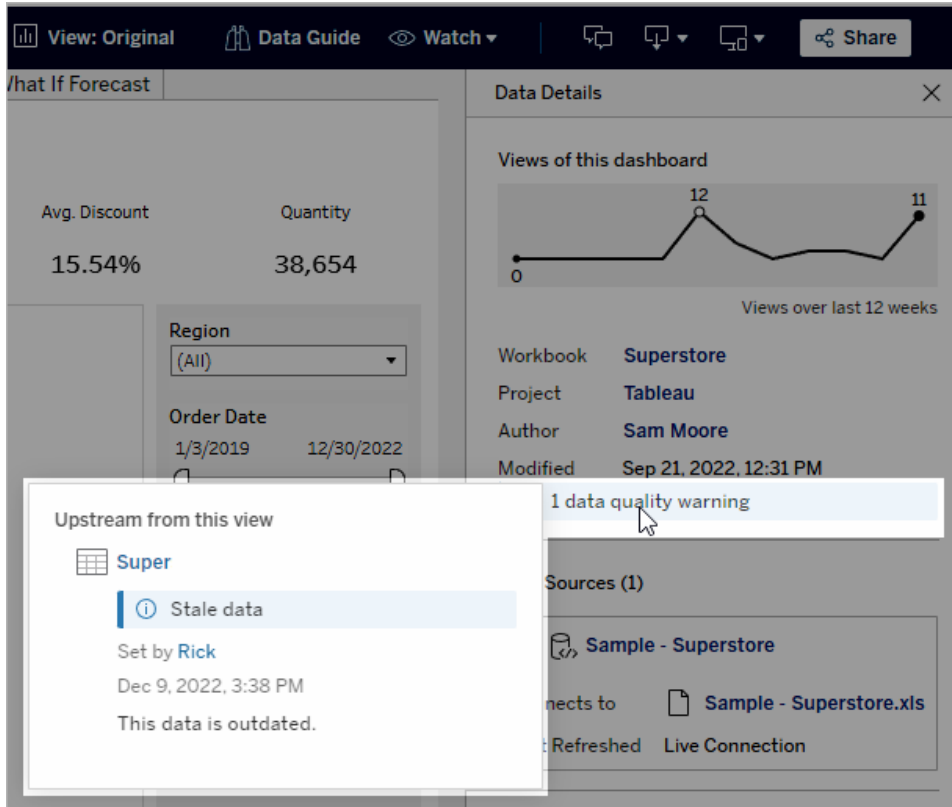 View: Original Data Guide Watch Share
What If Forecast
Data Details
Views of this dashboard
12
11
0
Views over last 12 weeks
Avg. Discount Quantity
15.54% 38,654
Region
(All)
Order Date
1/3/2019 12/30/2022
Workbook Superstore
Project Tableau
Author Sam Moore
Modified Sep 21, 2022, 12:31 PM
1 data quality warning
Upstream from this view
Super
Stale data
Set by Rick
Dec 9, 2022, 3:38 PM
This data is outdated.
Sources (1)
Sample - Superstore
nects to Sample - Superstore.xls
t Refreshed Live Connection